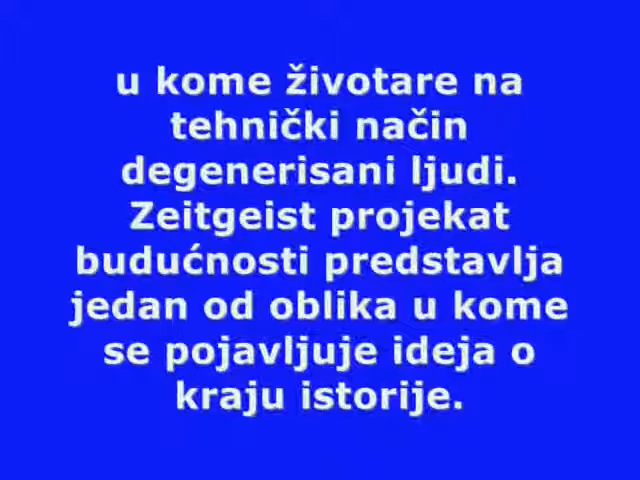 u kome životare na
tehnički način
degenerisani ljudi.
Zeitgeist projekat
budućnosti predstavlja
jedan od oblika u kome
se pojavljuje ideja o
kraju istorije.